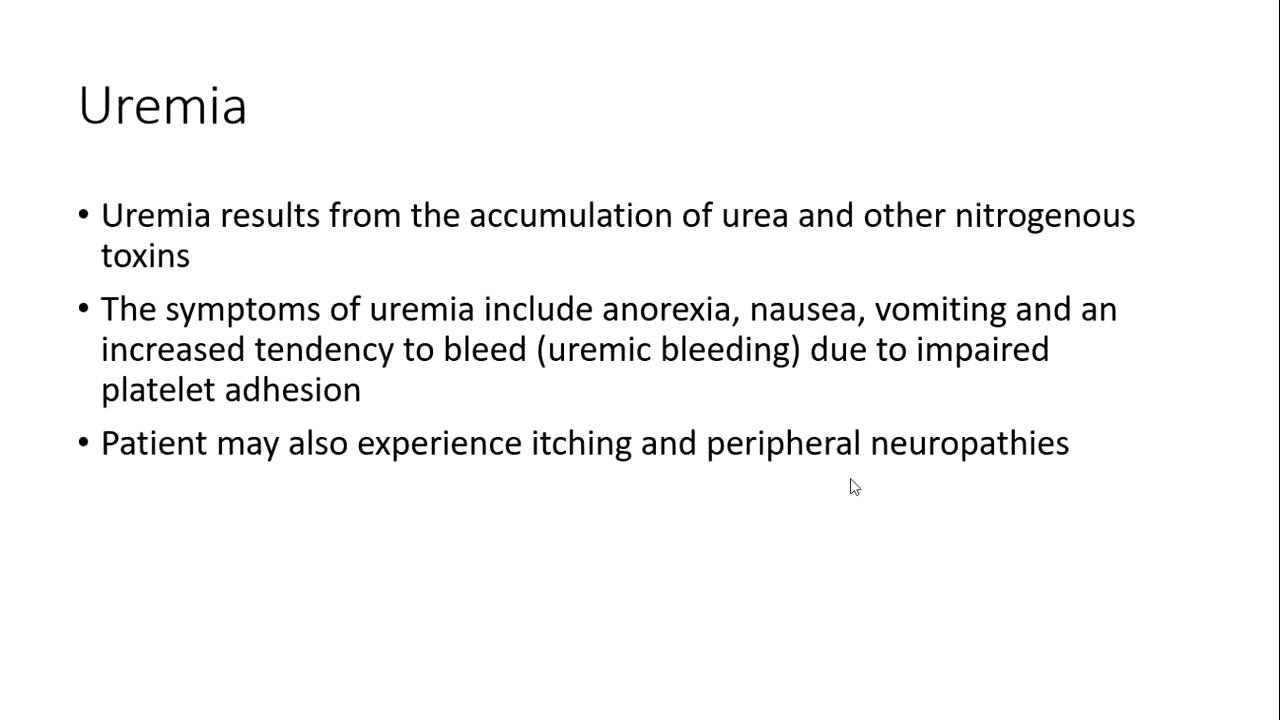 Uremia
• Uremia results from the accumulation of urea and other nitrogenous
toxins
• The symptoms of uremia include anorexia, nausea, vomiting and an
increased tendency to bleed (uremic bleeding) due to impaired
platelet adhesion
• Patient may also experience itching and peripheral neuropathies